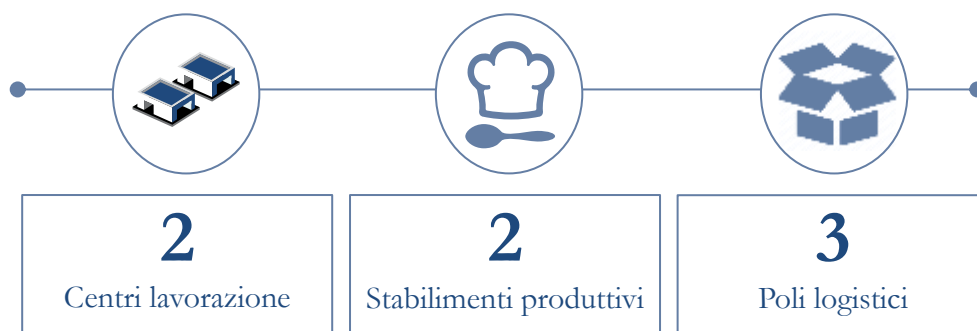 2
Centri lavorazione
2
Stabilimenti produttivi
3
Poli logistici